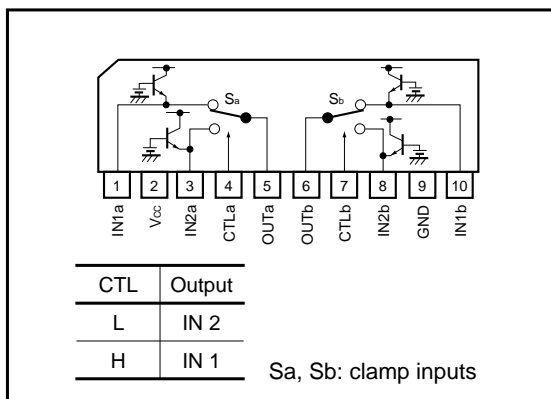 Sa Sb
1 2 3 4 5 6 7 8 9 10
IN1a Vcc IN2a CTLa OUTa OUTb CTLb IN2b GND IN1b
CTL Output
L IN 2
H IN 1
Sa, Sb: clamp inputs